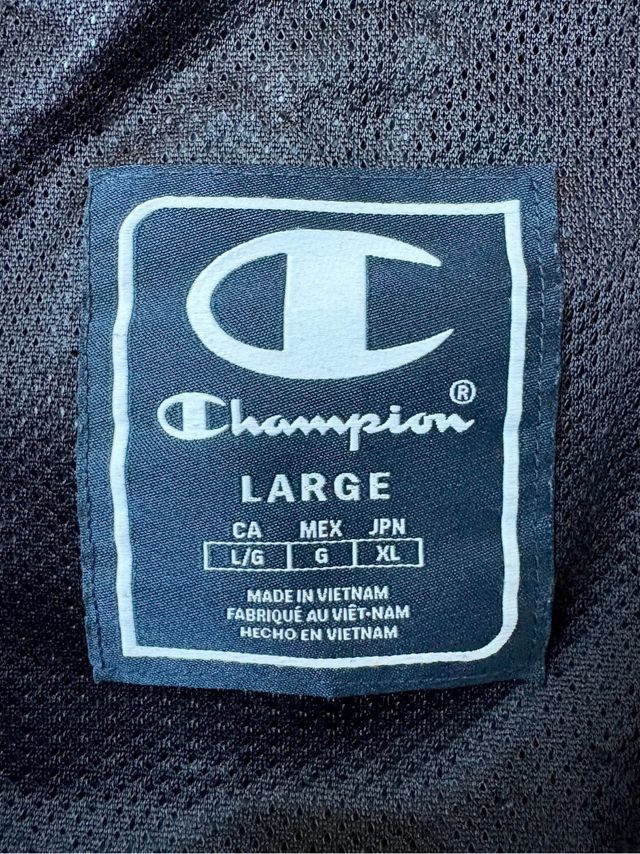 Champion®
LARGE
CA MEX JPN
L/G G XL
MADE IN VIETNAM
FABRIQUÉ AU VIÊT-NAM
HECHO EN VIETNAM